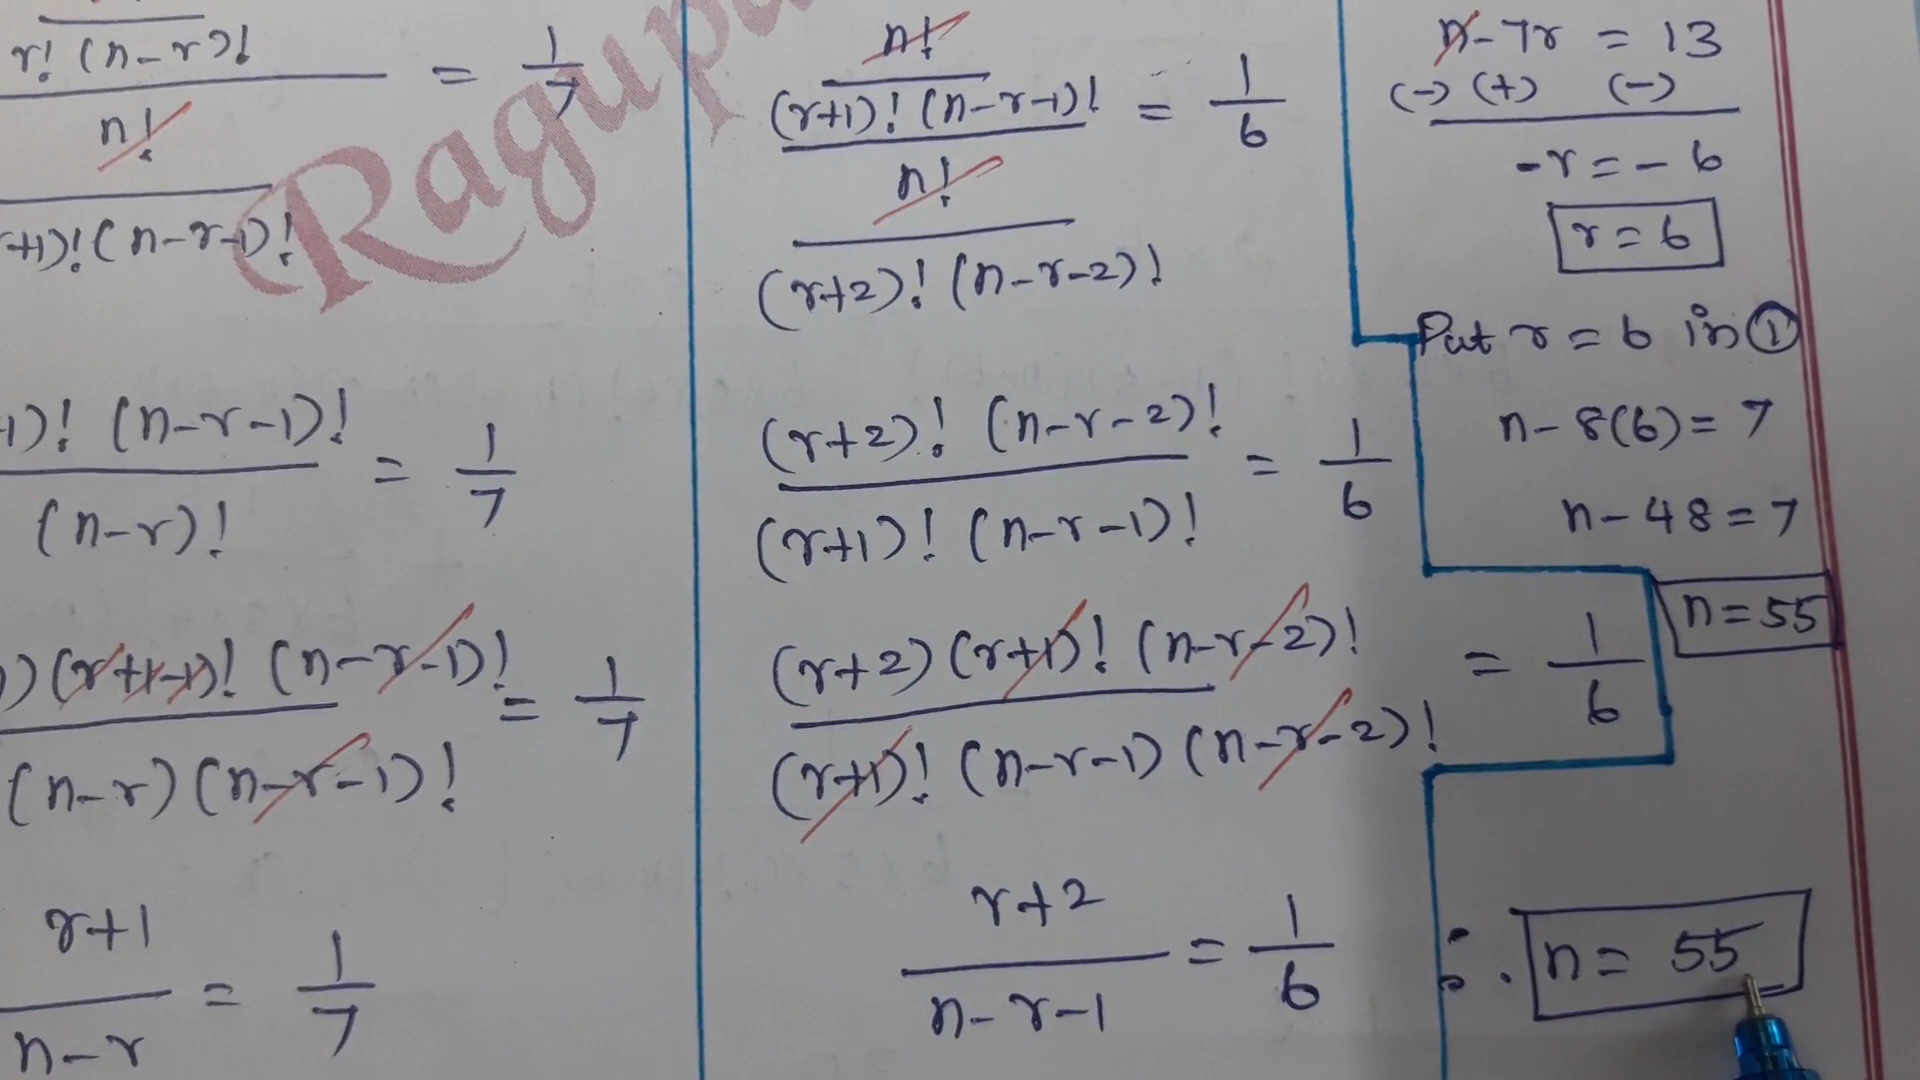 r! (n-r)!
n!
= 1/7
+1)! (n-r-1)!
1)! (n-r-1)!
(n-r)!
= 1/7
) (r+1-1)! (n-r-1)!
(n-r) (n-r-1)!
= 1/7
r+1
n-r
= 1/7
n!
(r+1)! (n-r-1)!
n!
(r+2)! (n-r-2)!
= 1/6
(r+2)! (n-r-2)!
(r+1)! (n-r-1)!
= 1/6
(r+2) (r+1)! (n-r-2)!
(r+1)! (n-r-1) (n-r-2)!
= 1/6
r+2
n-r-1
= 1/6
n-7r = 13
(-) (+) (-)
-r = -6
r = 6
Put r = 6 in ①
n-8(6) = 7
n-48 = 7
n = 55
∴ n = 55
Ragup